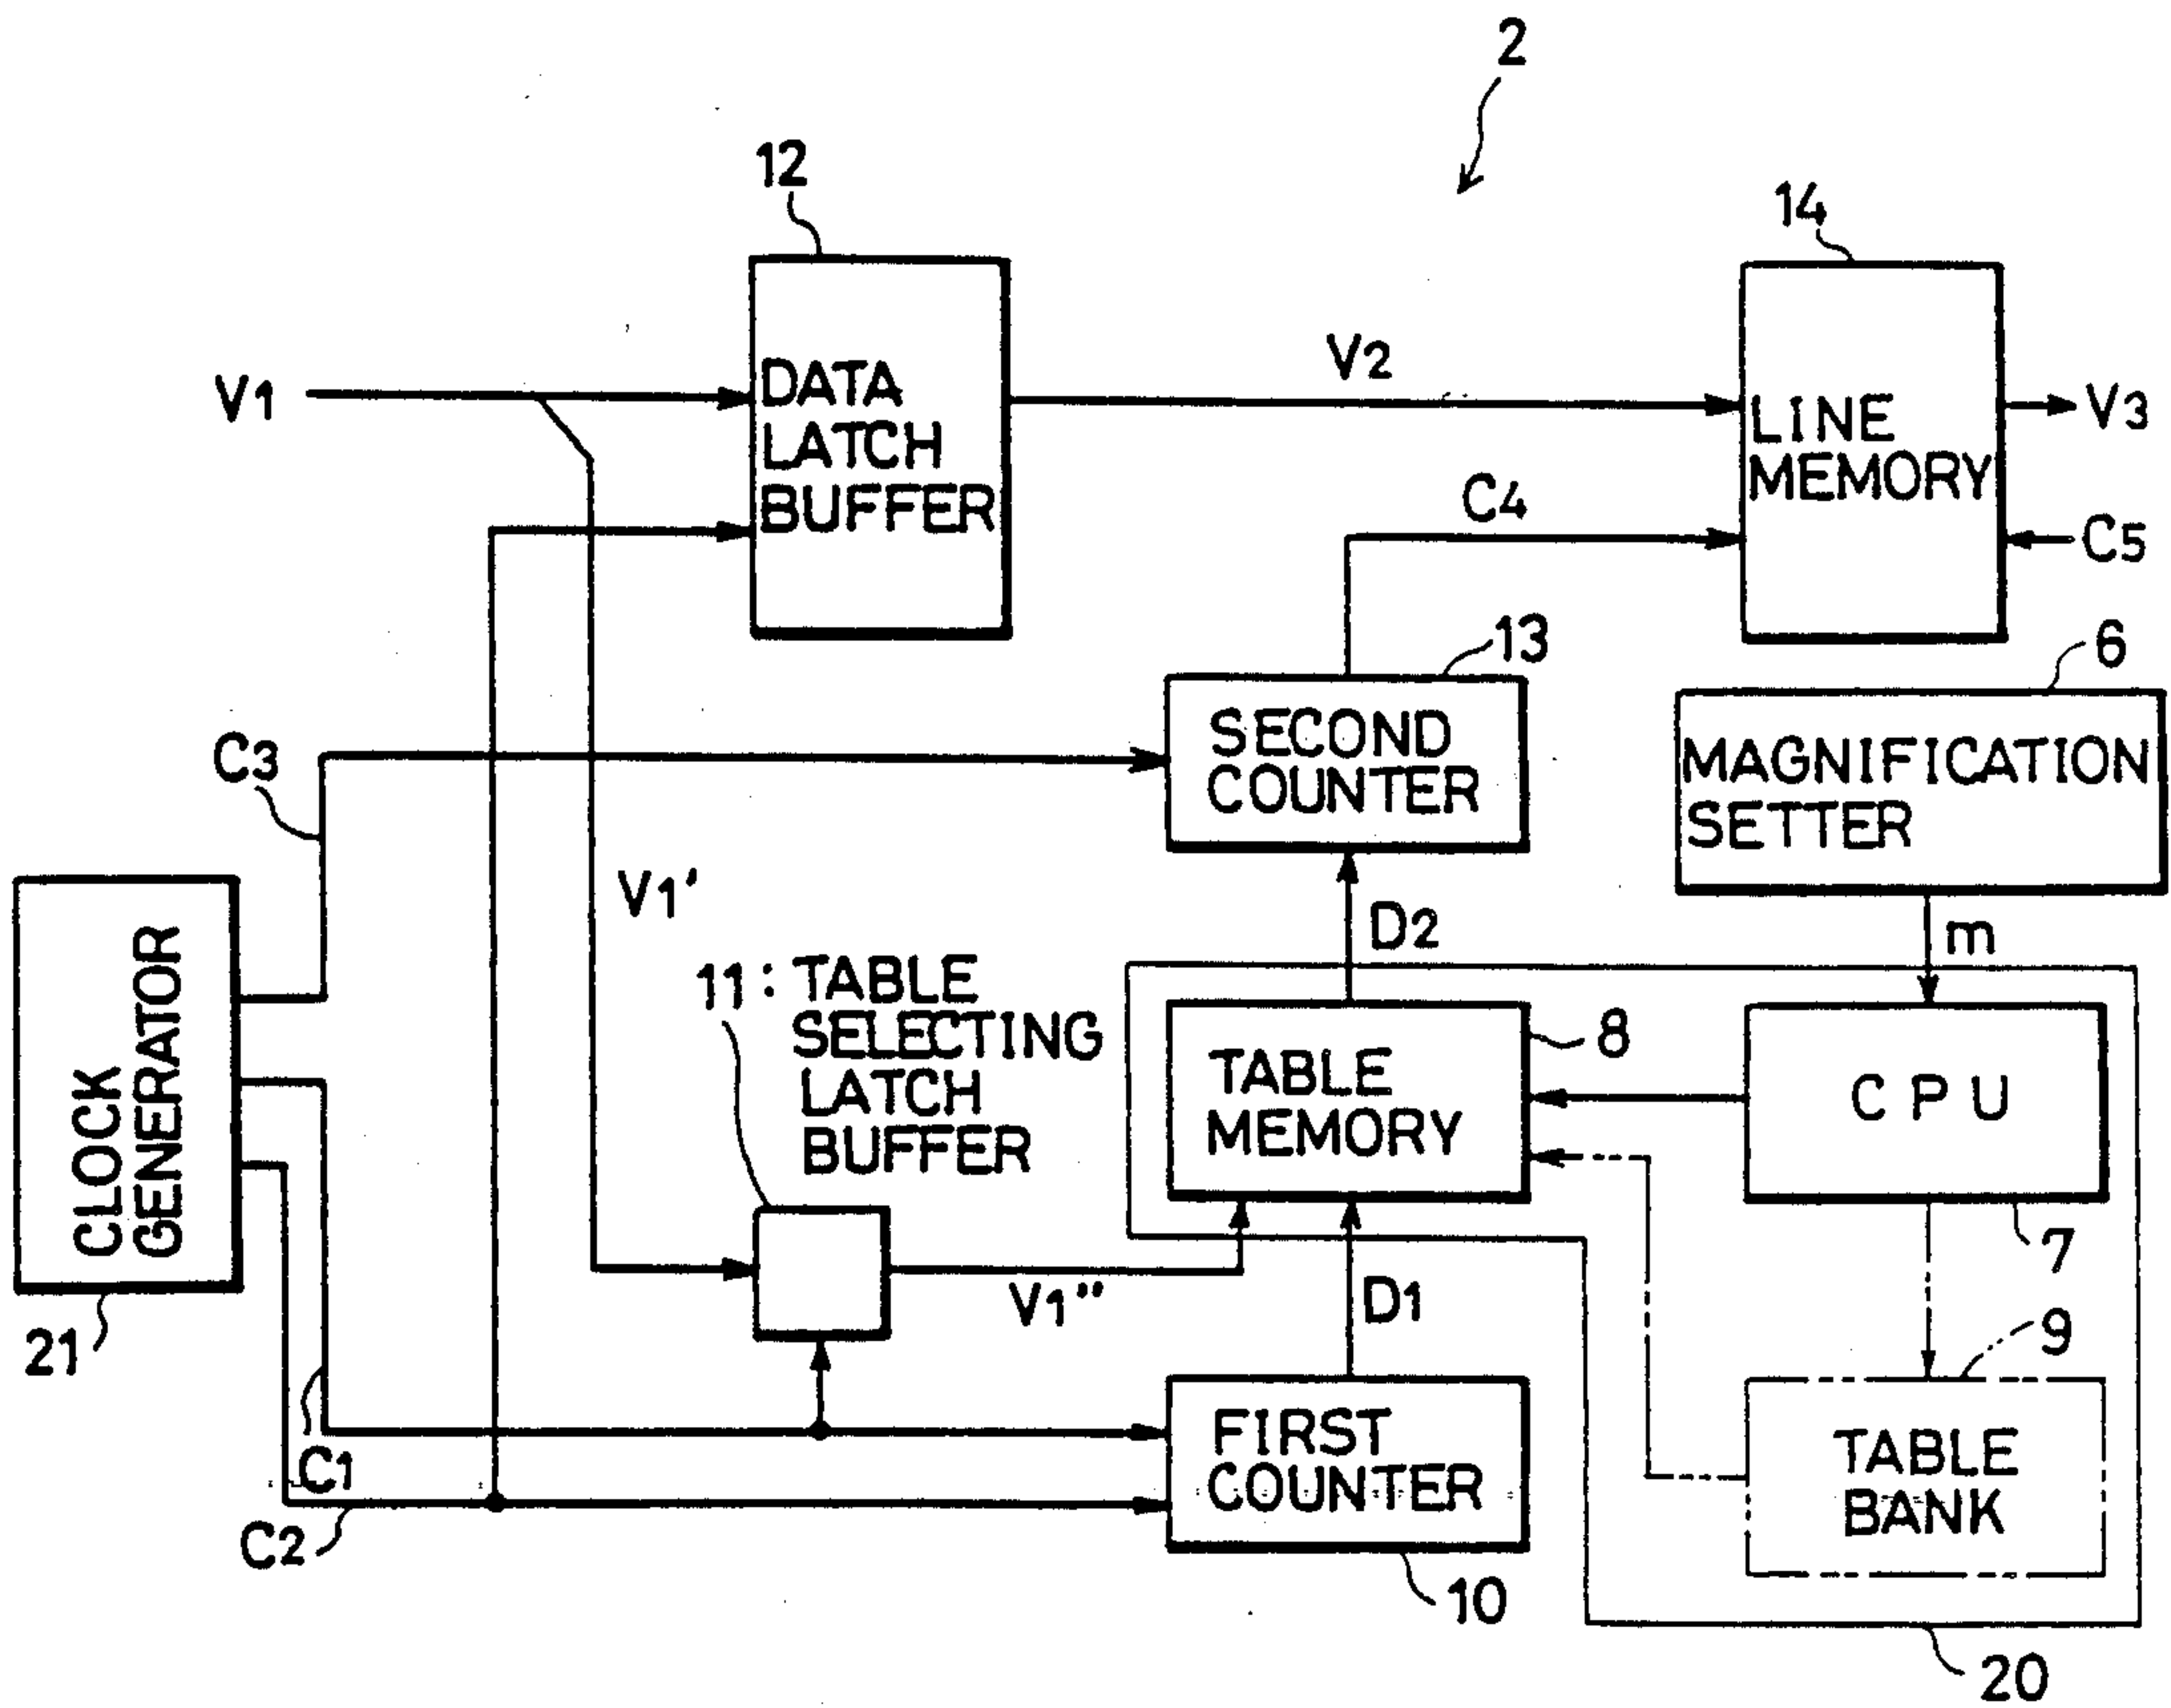 2
12
14
V1
DATA
LATCH
BUFFER
V2
LINE
MEMORY
V3
C4
C5
13
6
C3
SECOND
COUNTER
MAGNIFICATION
SETTER
V1'
D2
m
CLOCK
GENERATOR
11: TABLE
SELECTING
LATCH
BUFFER
8
TABLE
MEMORY
CPU
7
V1"
D1
9
21
C1
FIRST
COUNTER
TABLE
BANK
C2
10
20